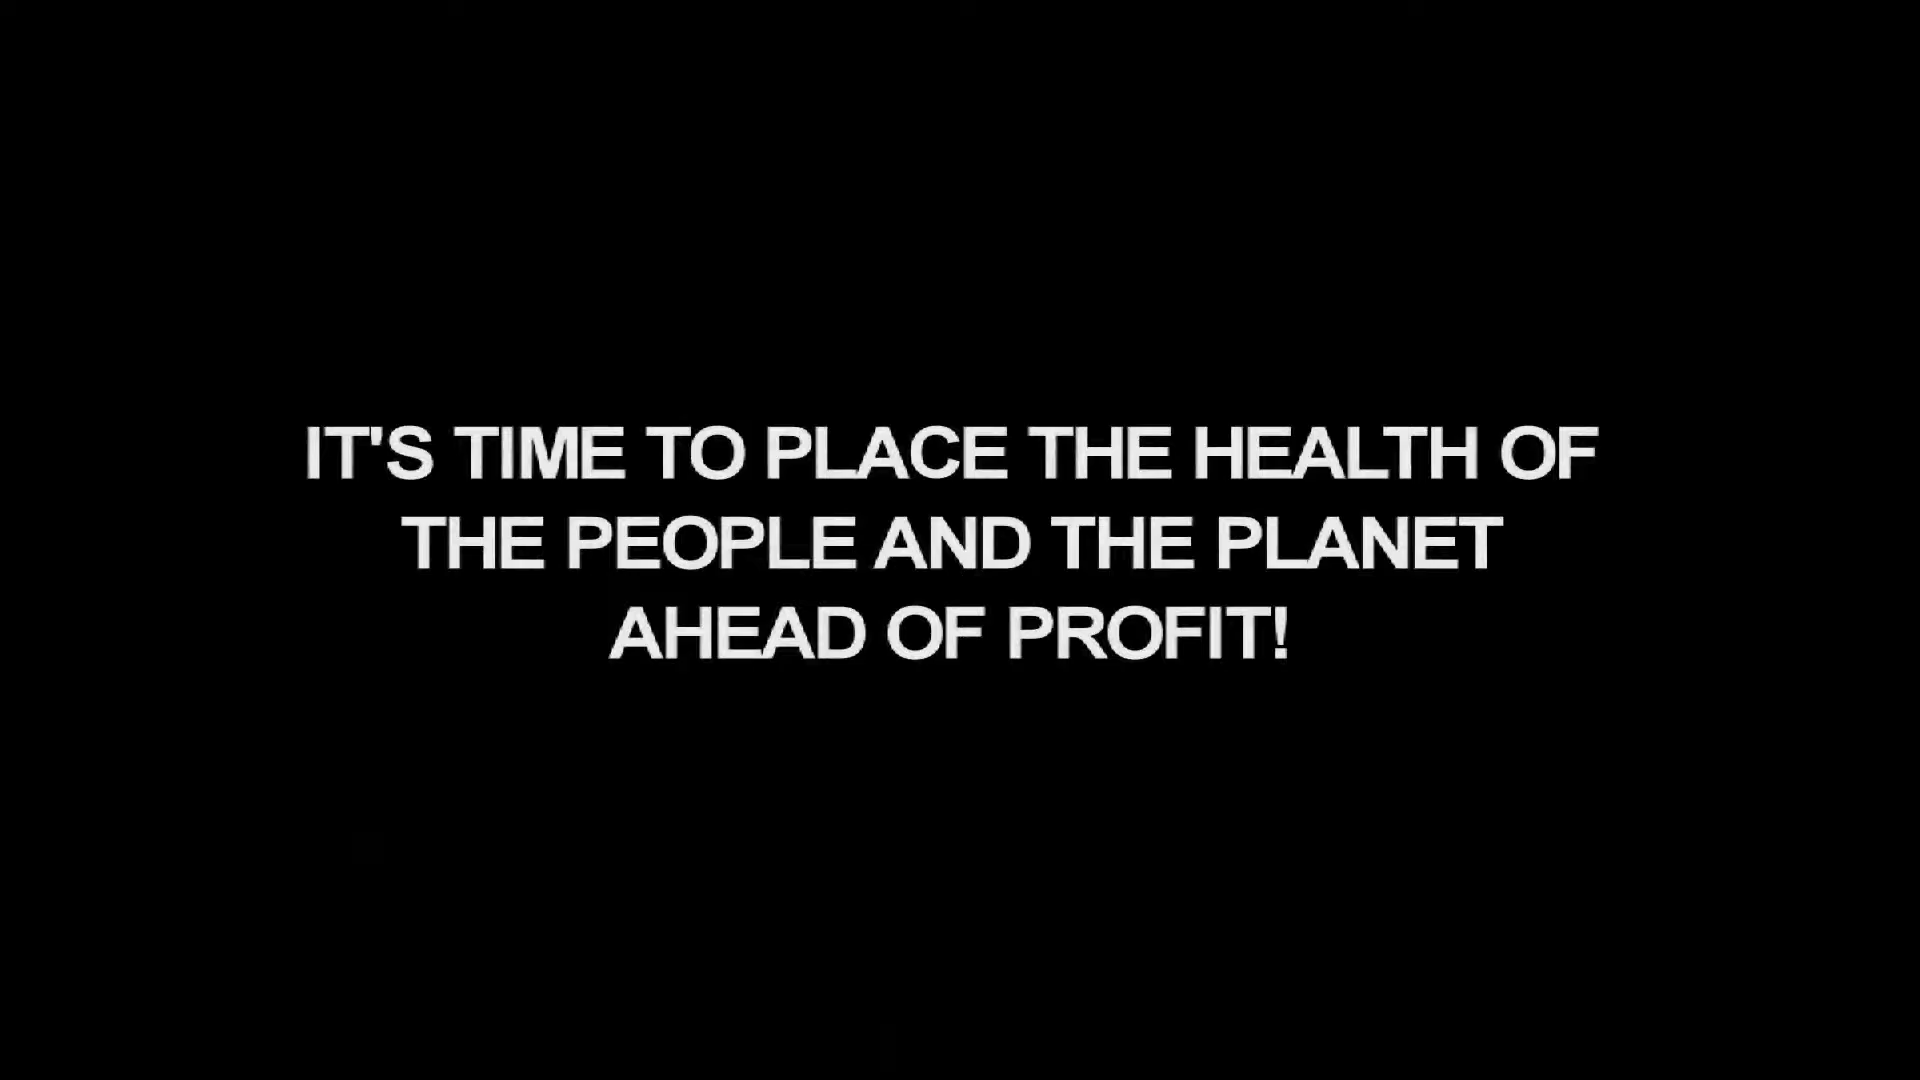 IT'S TIME TO PLACE THE HEALTH OF
THE PEOPLE AND THE PLANET
AHEAD OF PROFIT!